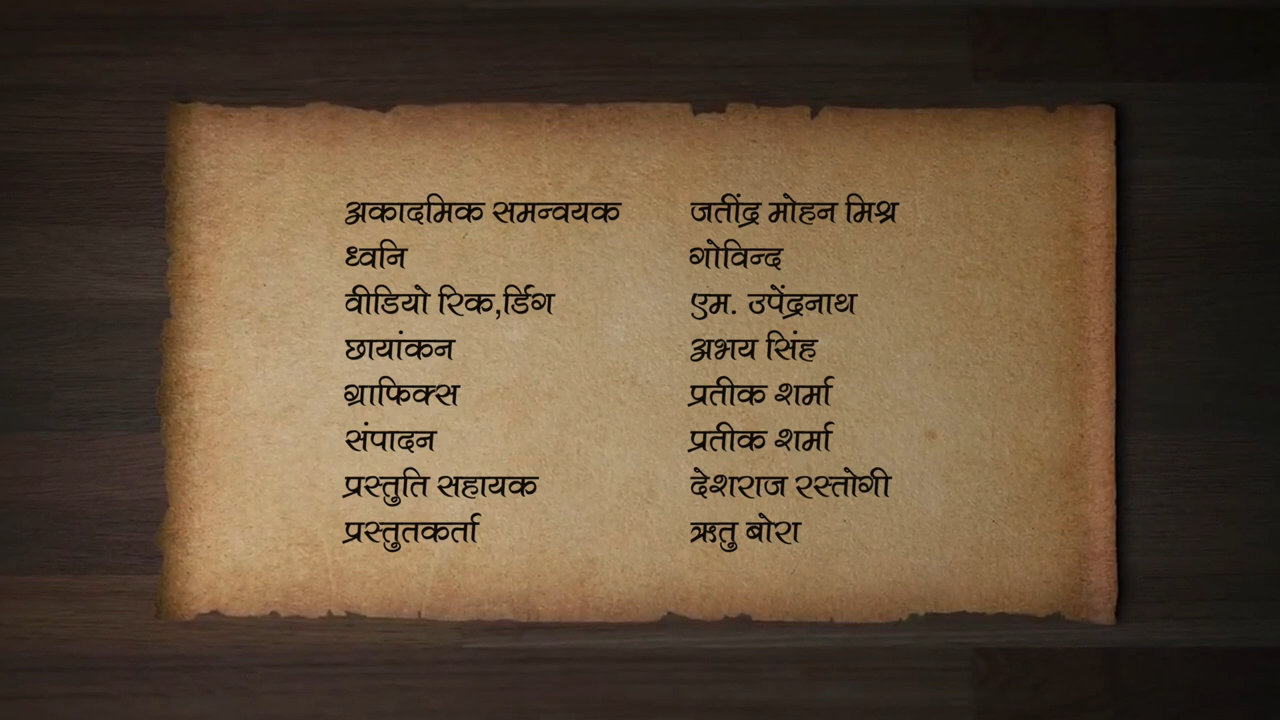 अकादमिक समन्वयक जतींद्र मोहन मिश्र
ध्वनि गोविन्द
वीडियो रिक,र्डिंग एम. उपेंद्रनाथ
छायांकन अभय सिंह
ग्राफिक्स प्रतीक शर्मा
संपादन प्रतीक शर्मा
प्रस्तुति सहायक देशराज रस्तोगी
प्रस्तुतकर्ता ऋतु बोरा